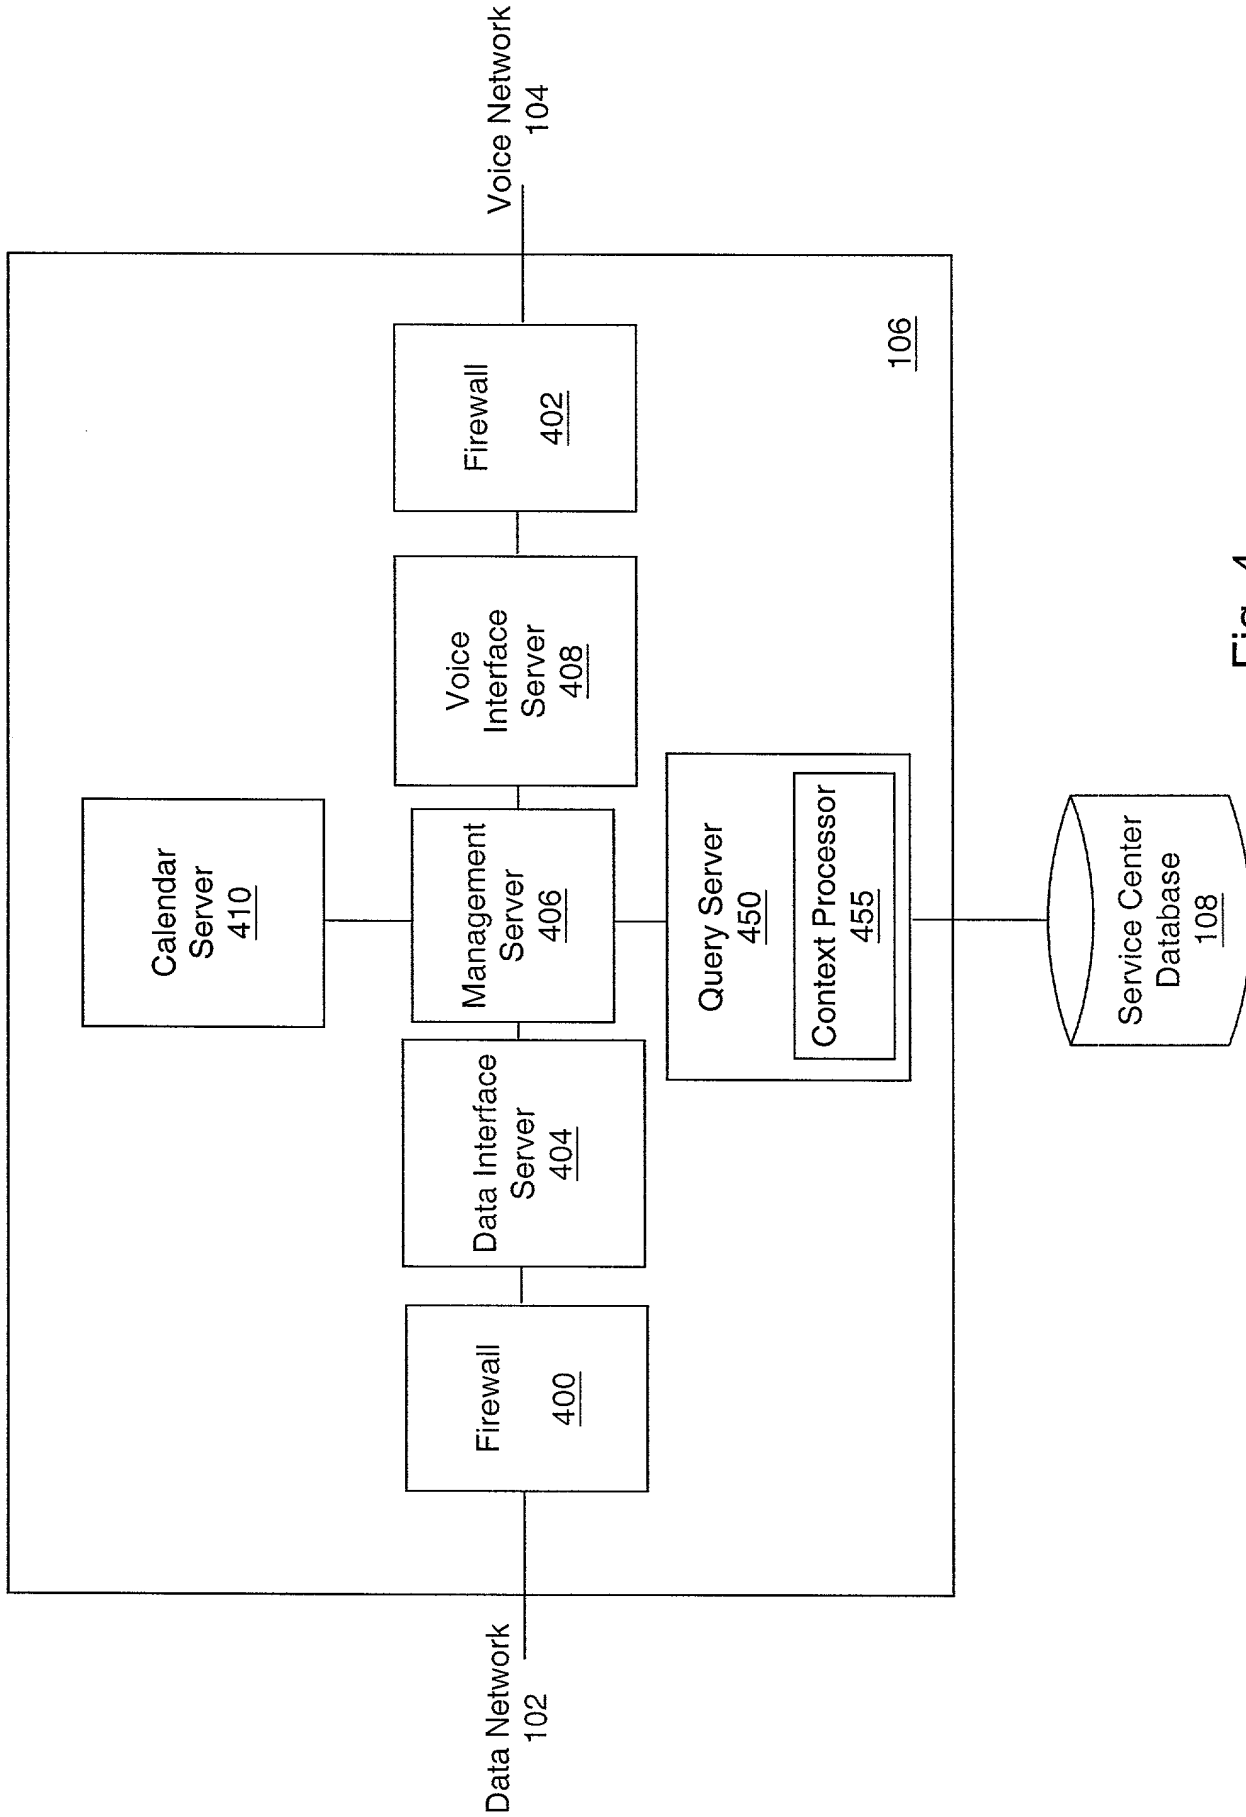 Calendar
Server
410
Data Network
102
Firewall
400
Data Interface
Server
404
Management
Server
406
Voice
Interface
Server
408
Firewall
402
Voice Network
104
Query Server
450
Context Processor
455
106
Service Center
Database
108